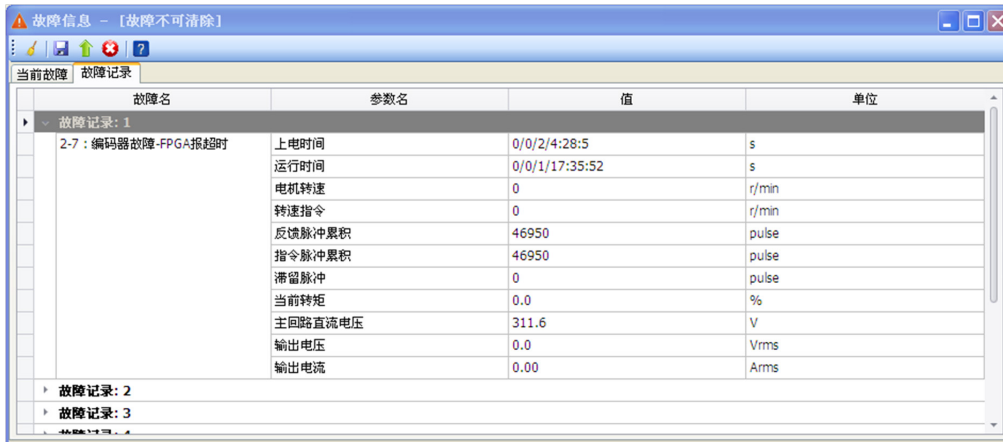 故障信息 - [故障不可清除]
当前故障 故障记录
故障名 参数名 值 单位
故障记录: 1
2-7：编码器故障-FPGA报超时 上电时间 0/0/2/4:28:5 s
运行时间 0/0/1/17:35:52 s
电机转速 0 r/min
转速指令 0 r/min
反馈脉冲累积 46950 pulse
指令脉冲累积 46950 pulse
滞留脉冲 0 pulse
当前转矩 0.0 %
主回路直流电压 311.6 V
输出电压 0.0 Vrms
输出电流 0.00 Arms
故障记录: 2
故障记录: 3